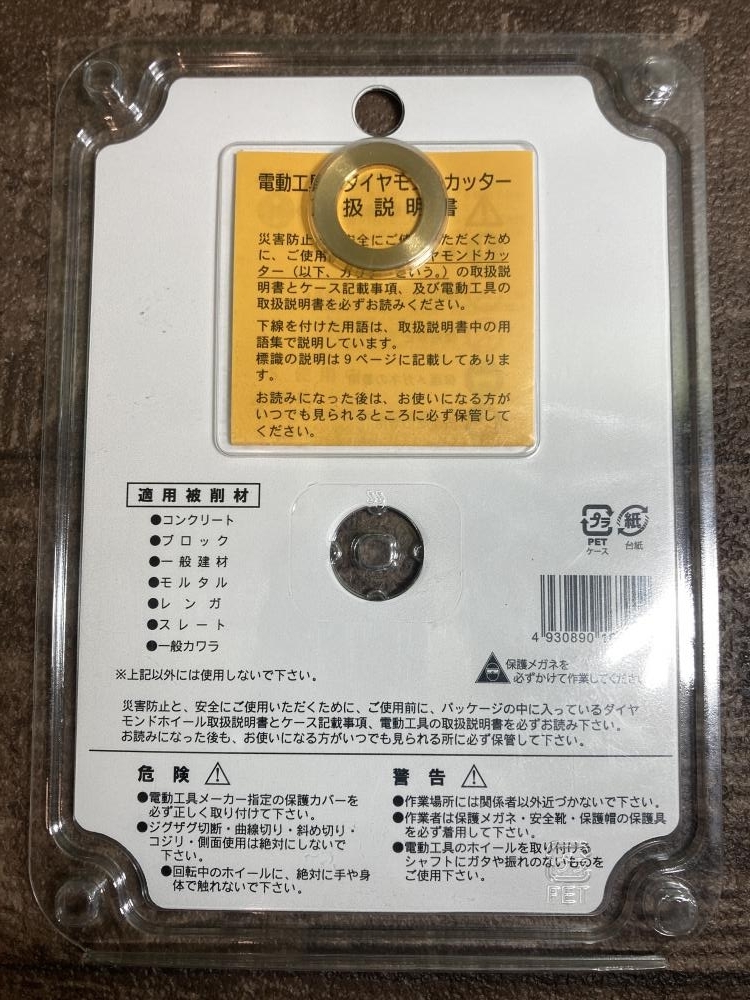 電動工 ダイヤモ カッター
扱説明 書
災害防止 安全にご使 いただくため
に、ご使用 ヤモンドカッ
ター（以下、カッターという。）の取扱説
明書とケース記載事項、及び電動工具の
取扱説明書を必ずお読みください。
下線を付けた用語は、取扱説明書中の用
語集で説明しています。
標識の説明は９ページに記載してありま
す。
お読みになった後は、お使いになる方が
いつでも見られるところに必ず保管して
ください。
適用被削材
●コンクリート
●ブロック
●一般建材
●モルタル
●レンガ
●スレート
●一般カワラ
※上記以外には使用しないで下さい。
プラ
PET
ケース
紙
台紙
4 930890
保護メガネを
必ずかけて作業してください
災害防止と、安全にご使用いただくために、ご使用前に、パッケージの中に入っているダイヤ
モンドホイール取扱説明書とケース記載事項、電動工具の取扱説明書を必ずお読み下さい。
お読みになった後も、お使いになる方がいつでも見られる所に必ず保管して下さい。
危険
●電動工具メーカー指定の保護カバーを
必ず正しく取り付けて下さい。
●ジグザグ切断・曲線切り・斜め切り・
コジリ・側面使用は絶対にしないで
下さい。
●回転中のホイールに、絶対に手や身
体で触れないで下さい。
警告
●作業場所には関係者以外近づかないで下さい。
●作業者は保護メガネ・安全靴・保護帽の保護具
を必ず着用して下さい。
●電動工具のホイールを取り付ける
シャフトにガタや振れのないものを
ご使用下さい。
PET